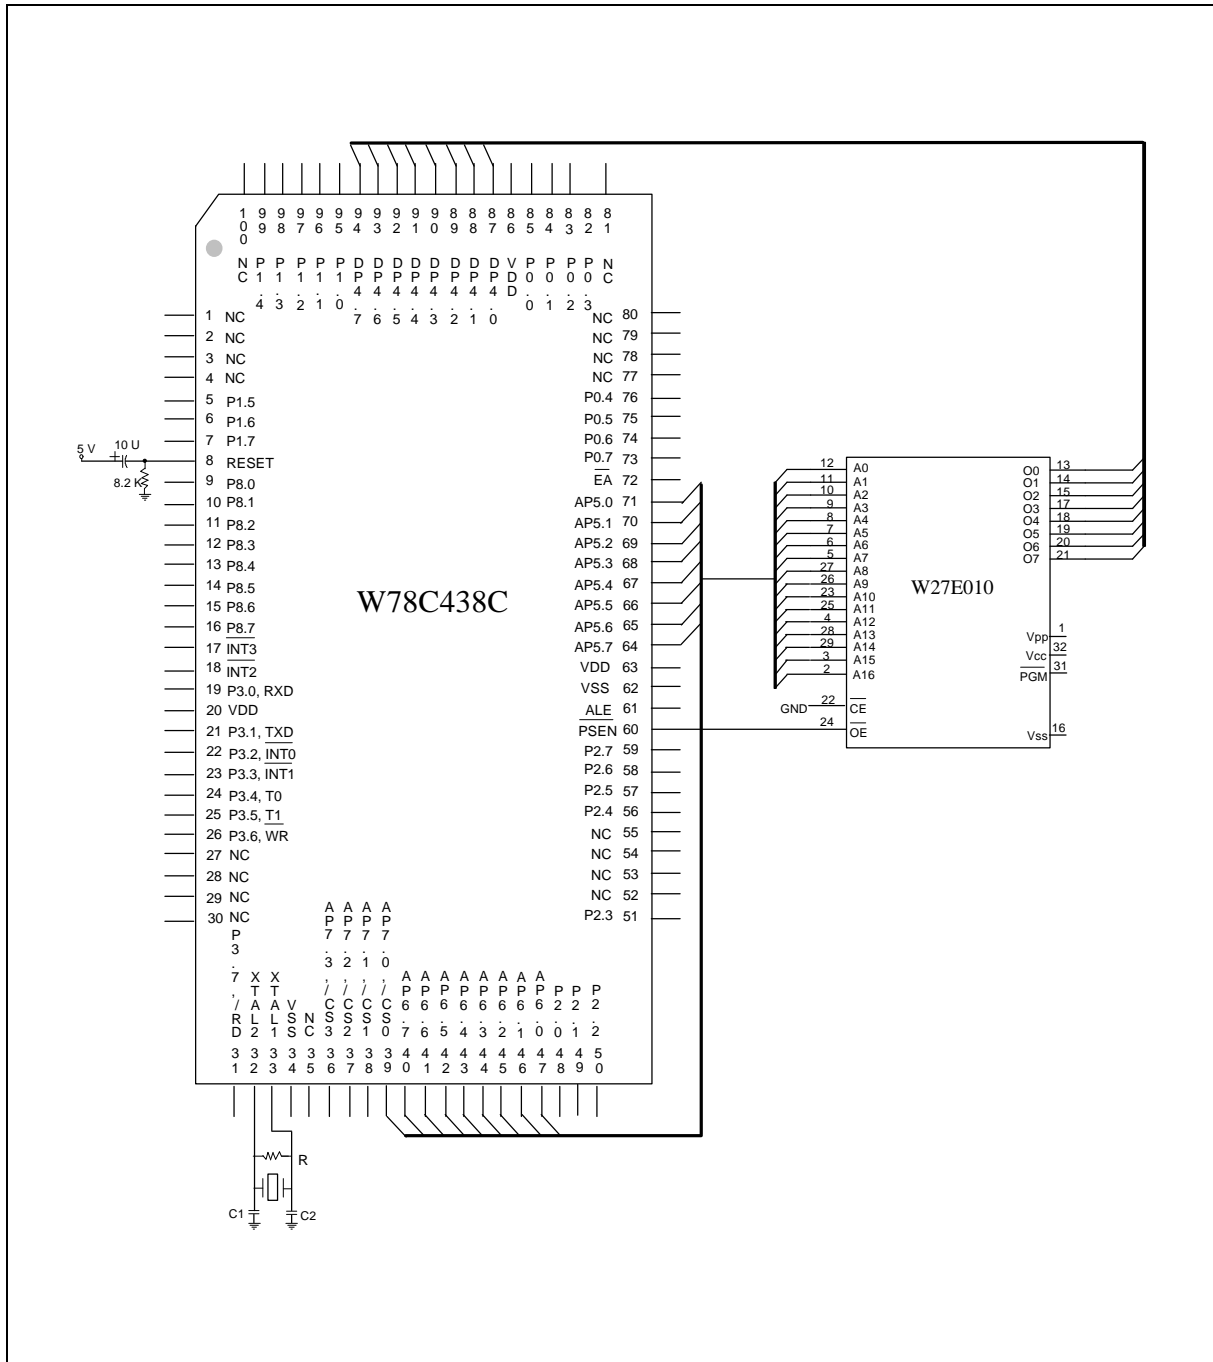 100 99 98 97 96 95 94 93 92 91 90 89 88 87 86 85 84 83 82 81
NC P1.4 P1.3 P1.2 P1.1 P1.0 DP4.7 DP4.6 DP4.5 DP4.4 DP4.3 DP4.2 DP4.1 DP4.0 VDD P0.0 P0.1 P0.2 P0.3 NC
1 NC
2 NC
3 NC
4 NC
5 P1.5
6 P1.6
7 P1.7
8 RESET
9 P8.0
10 P8.1
11 P8.2
12 P8.3
13 P8.4
14 P8.5
15 P8.6
16 P8.7
17 INT3
18 INT2
19 P3.0, RXD
20 VDD
21 P3.1, TXD
22 P3.2, INT0
23 P3.3, INT1
24 P3.4, T0
25 P3.5, T1
26 P3.6, WR
27 NC
28 NC
29 NC
30 NC
5 V
10 U
8.2 K
W78C438C
NC 80
NC 79
NC 78
NC 77
P0.4 76
P0.5 75
P0.6 74
P0.7 73
EA 72
AP5.0 71
AP5.1 70
AP5.2 69
AP5.3 68
AP5.4 67
AP5.5 66
AP5.6 65
AP5.7 64
VDD 63
VSS 62
ALE 61
PSEN 60
P2.7 59
P2.6 58
P2.5 57
P2.4 56
NC 55
NC 54
NC 53
NC 52
P2.3 51
P3.7,/RD XTAL2 XTAL1 VSS NC AP7.3,/CS3 AP7.2,/CS2 AP7.1,/CS1 AP7.0,/CS0 AP6.7 AP6.6 AP6.5 AP6.4 AP6.3 AP6.2 AP6.1 AP6.0 P2.0 P2.1 P2.2
31 32 33 34 35 36 37 38 39 40 41 42 43 44 45 46 47 48 49 50
R
C1
C2
12 A0
11 A1
10 A2
9 A3
8 A4
7 A5
6 A6
5 A7
27 A8
26 A9
23 A10
25 A11
4 A12
28 A13
29 A14
3 A15
2 A16
GND 22 CE
24 OE
W27E010
O0 13
O1 14
O2 15
O3 17
O4 18
O5 19
O6 20
O7 21
Vpp 1
Vcc 32
PGM 31
Vss 16